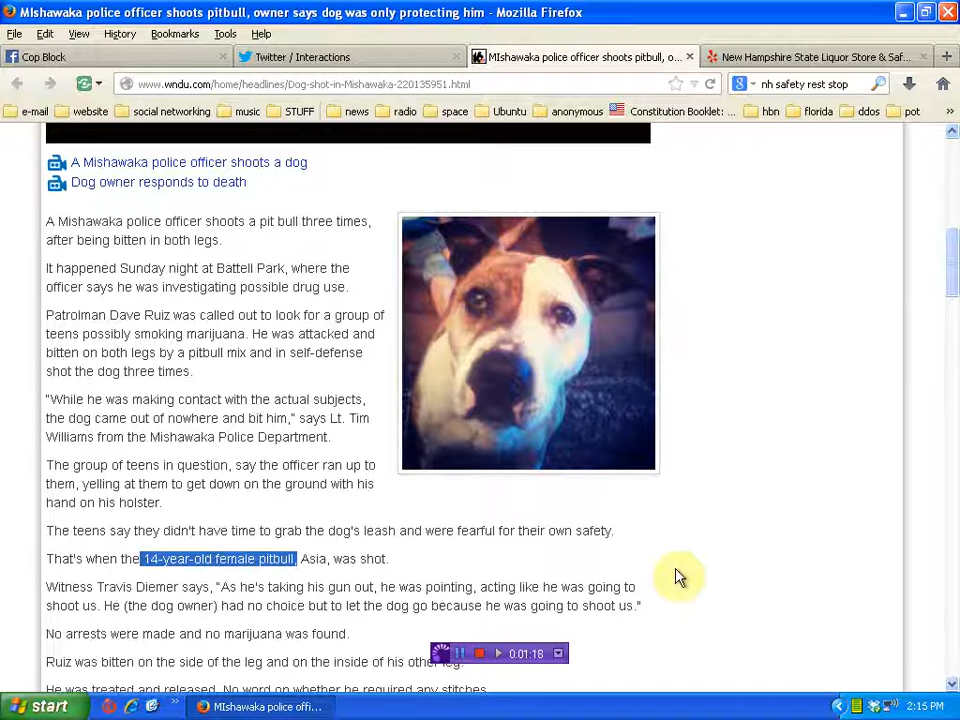 MIshawaka police officer shoots pitbull, owner says dog was only protecting him - Mozilla Firefox
File Edit View History Bookmarks Tools Help
Cop Block
Twitter / Interactions
MIshawaka police officer shoots pitbull, o...
New Hampshire State Liquor Store & Saf...
www.wndu.com/home/headlines/Dog-shot-in-Mishawaka-220135951.html
nh safety rest stop
e-mail website social networking music STUFF news radio space Ubuntu anonymous Constitution Booklet: ... hbn florida ddos pot
A Mishawaka police officer shoots a dog
Dog owner responds to death
A Mishawaka police officer shoots a pit bull three times,
after being bitten in both legs.
It happened Sunday night at Battell Park, where the
officer says he was investigating possible drug use.
Patrolman Dave Ruiz was called out to look for a group of
teens possibly smoking marijuana. He was attacked and
bitten on both legs by a pitbull mix and in self-defense
shot the dog three times.
"While he was making contact with the actual subjects,
the dog came out of nowhere and bit him," says Lt. Tim
Williams from the Mishawaka Police Department.
The group of teens in question, say the officer ran up to
them, yelling at them to get down on the ground with his
hand on his holster.
The teens say they didn't have time to grab the dog's leash and were fearful for their own safety.
That's when the 14-year-old female pitbull, Asia, was shot.
Witness Travis Diemer says, "As he's taking his gun out, he was pointing, acting like he was going to
shoot us. He (the dog owner) had no choice but to let the dog go because he was going to shoot us."
No arrests were made and no marijuana was found.
Ruiz was bitten on the side of the leg and on the inside of his other leg.
He was treated and released. No word on whether he required any stitches.
0:01:18
start
MIshawaka police offi...
2:15 PM